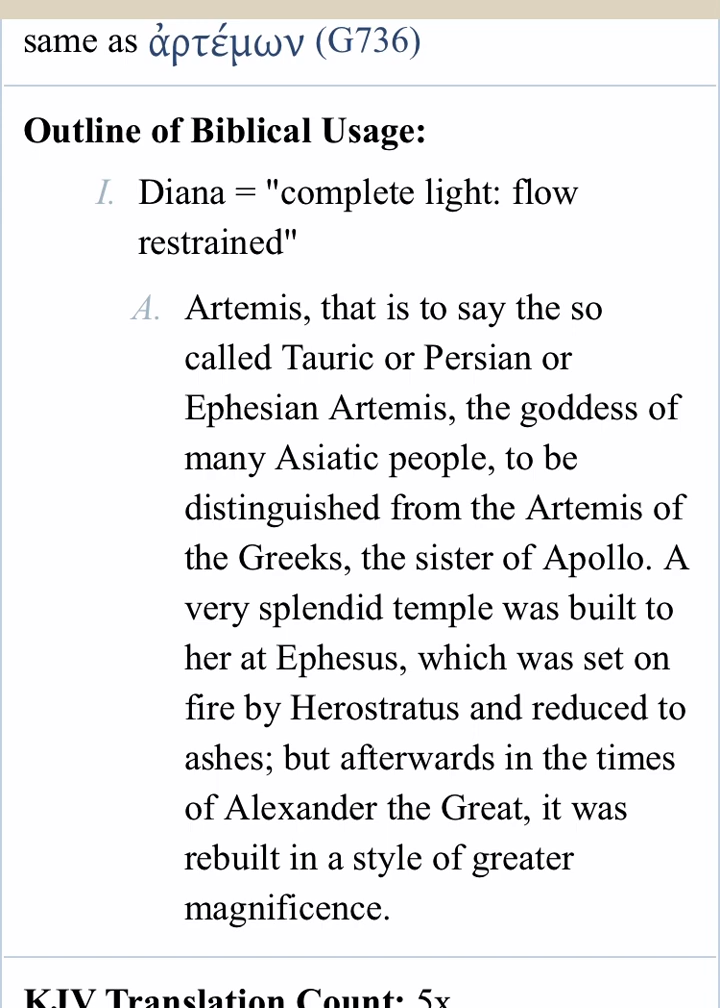 same as ἀρτέμων (G736)
Outline of Biblical Usage:
I. Diana = "complete light: flow
restrained"
A. Artemis, that is to say the so
called Tauric or Persian or
Ephesian Artemis, the goddess of
many Asiatic people, to be
distinguished from the Artemis of
the Greeks, the sister of Apollo. A
very splendid temple was built to
her at Ephesus, which was set on
fire by Herostratus and reduced to
ashes; but afterwards in the times
of Alexander the Great, it was
rebuilt in a style of greater
magnificence.
KJV Translation Count: 5x